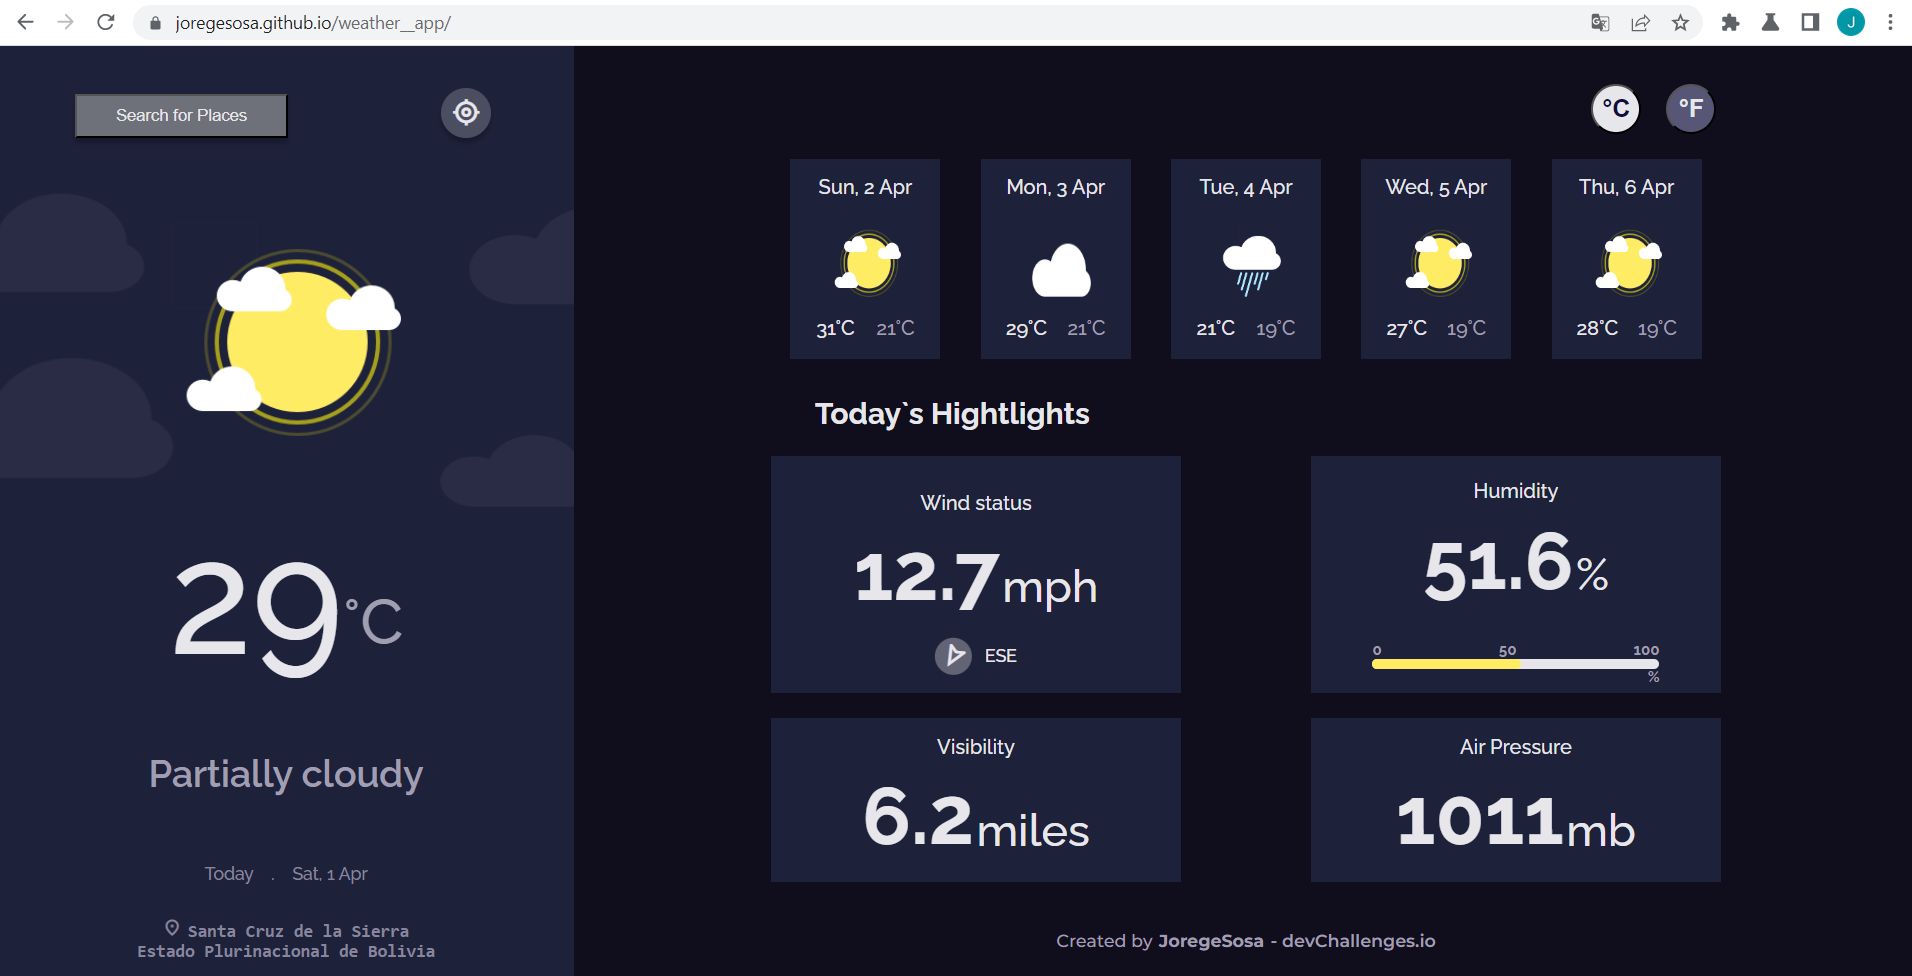 joregesosa.github.io/weather__app/
J
Search for Places
29°C
Partially cloudy
Today . Sat, 1 Apr
Santa Cruz de la Sierra
Estado Plurinacional de Bolivia
°C °F
Sun, 2 Apr
31°C 21°C
Mon, 3 Apr
29°C 21°C
Tue, 4 Apr
21°C 19°C
Wed, 5 Apr
27°C 19°C
Thu, 6 Apr
28°C 19°C
Today`s Hightlights
Wind status
12.7mph
ESE
Humidity
51.6%
0 50 100
%
Visibility
6.2miles
Air Pressure
1011mb
Created by JoregeSosa - devChallenges.io